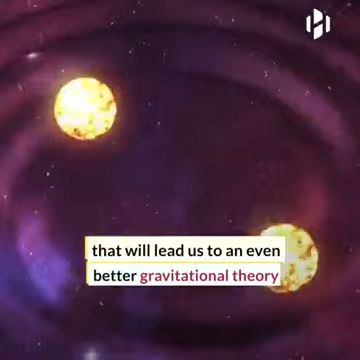 that will lead us to an even
better gravitational theory